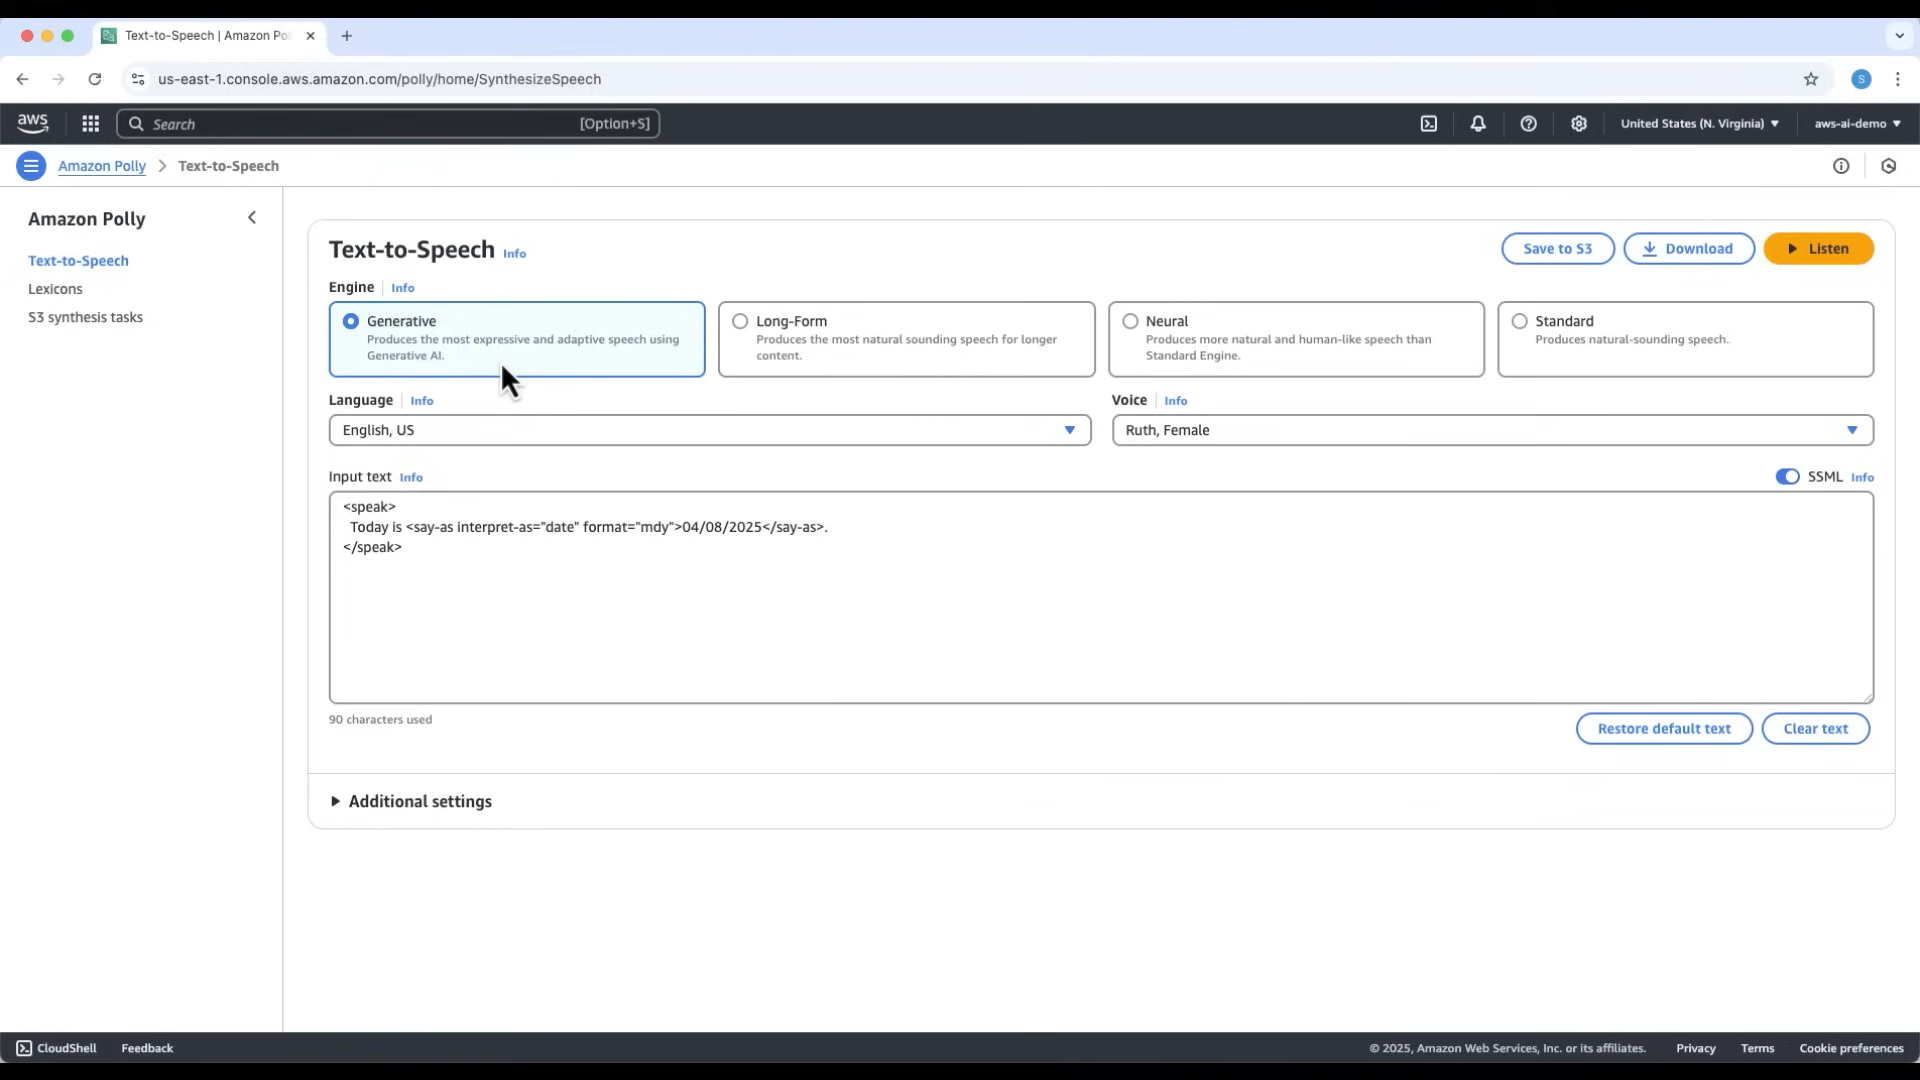 Text-to-Speech | Amazon Po
us-east-1.console.aws.amazon.com/polly/home/SynthesizeSpeech
S
aws
Search
[Option+S]
United States (N. Virginia)
aws-ai-demo
Amazon Polly
Text-to-Speech
Amazon Polly
Text-to-Speech
Lexicons
S3 synthesis tasks
Text-to-Speech Info
Save to S3
Download
Listen
Engine Info
Generative
Produces the most expressive and adaptive speech using
Generative AI.
Long-Form
Produces the most natural sounding speech for longer
content.
Neural
Produces more natural and human-like speech than
Standard Engine.
Standard
Produces natural-sounding speech.
Language Info
English, US
Voice Info
Ruth, Female
Input text Info
SSML Info
<speak>
Today is <say-as interpret-as="date" format="mdy">04/08/2025</say-as>.
</speak>
90 characters used
Restore default text
Clear text
Additional settings
CloudShell
Feedback
© 2025, Amazon Web Services, Inc. or its affiliates.
Privacy
Terms
Cookie preferences